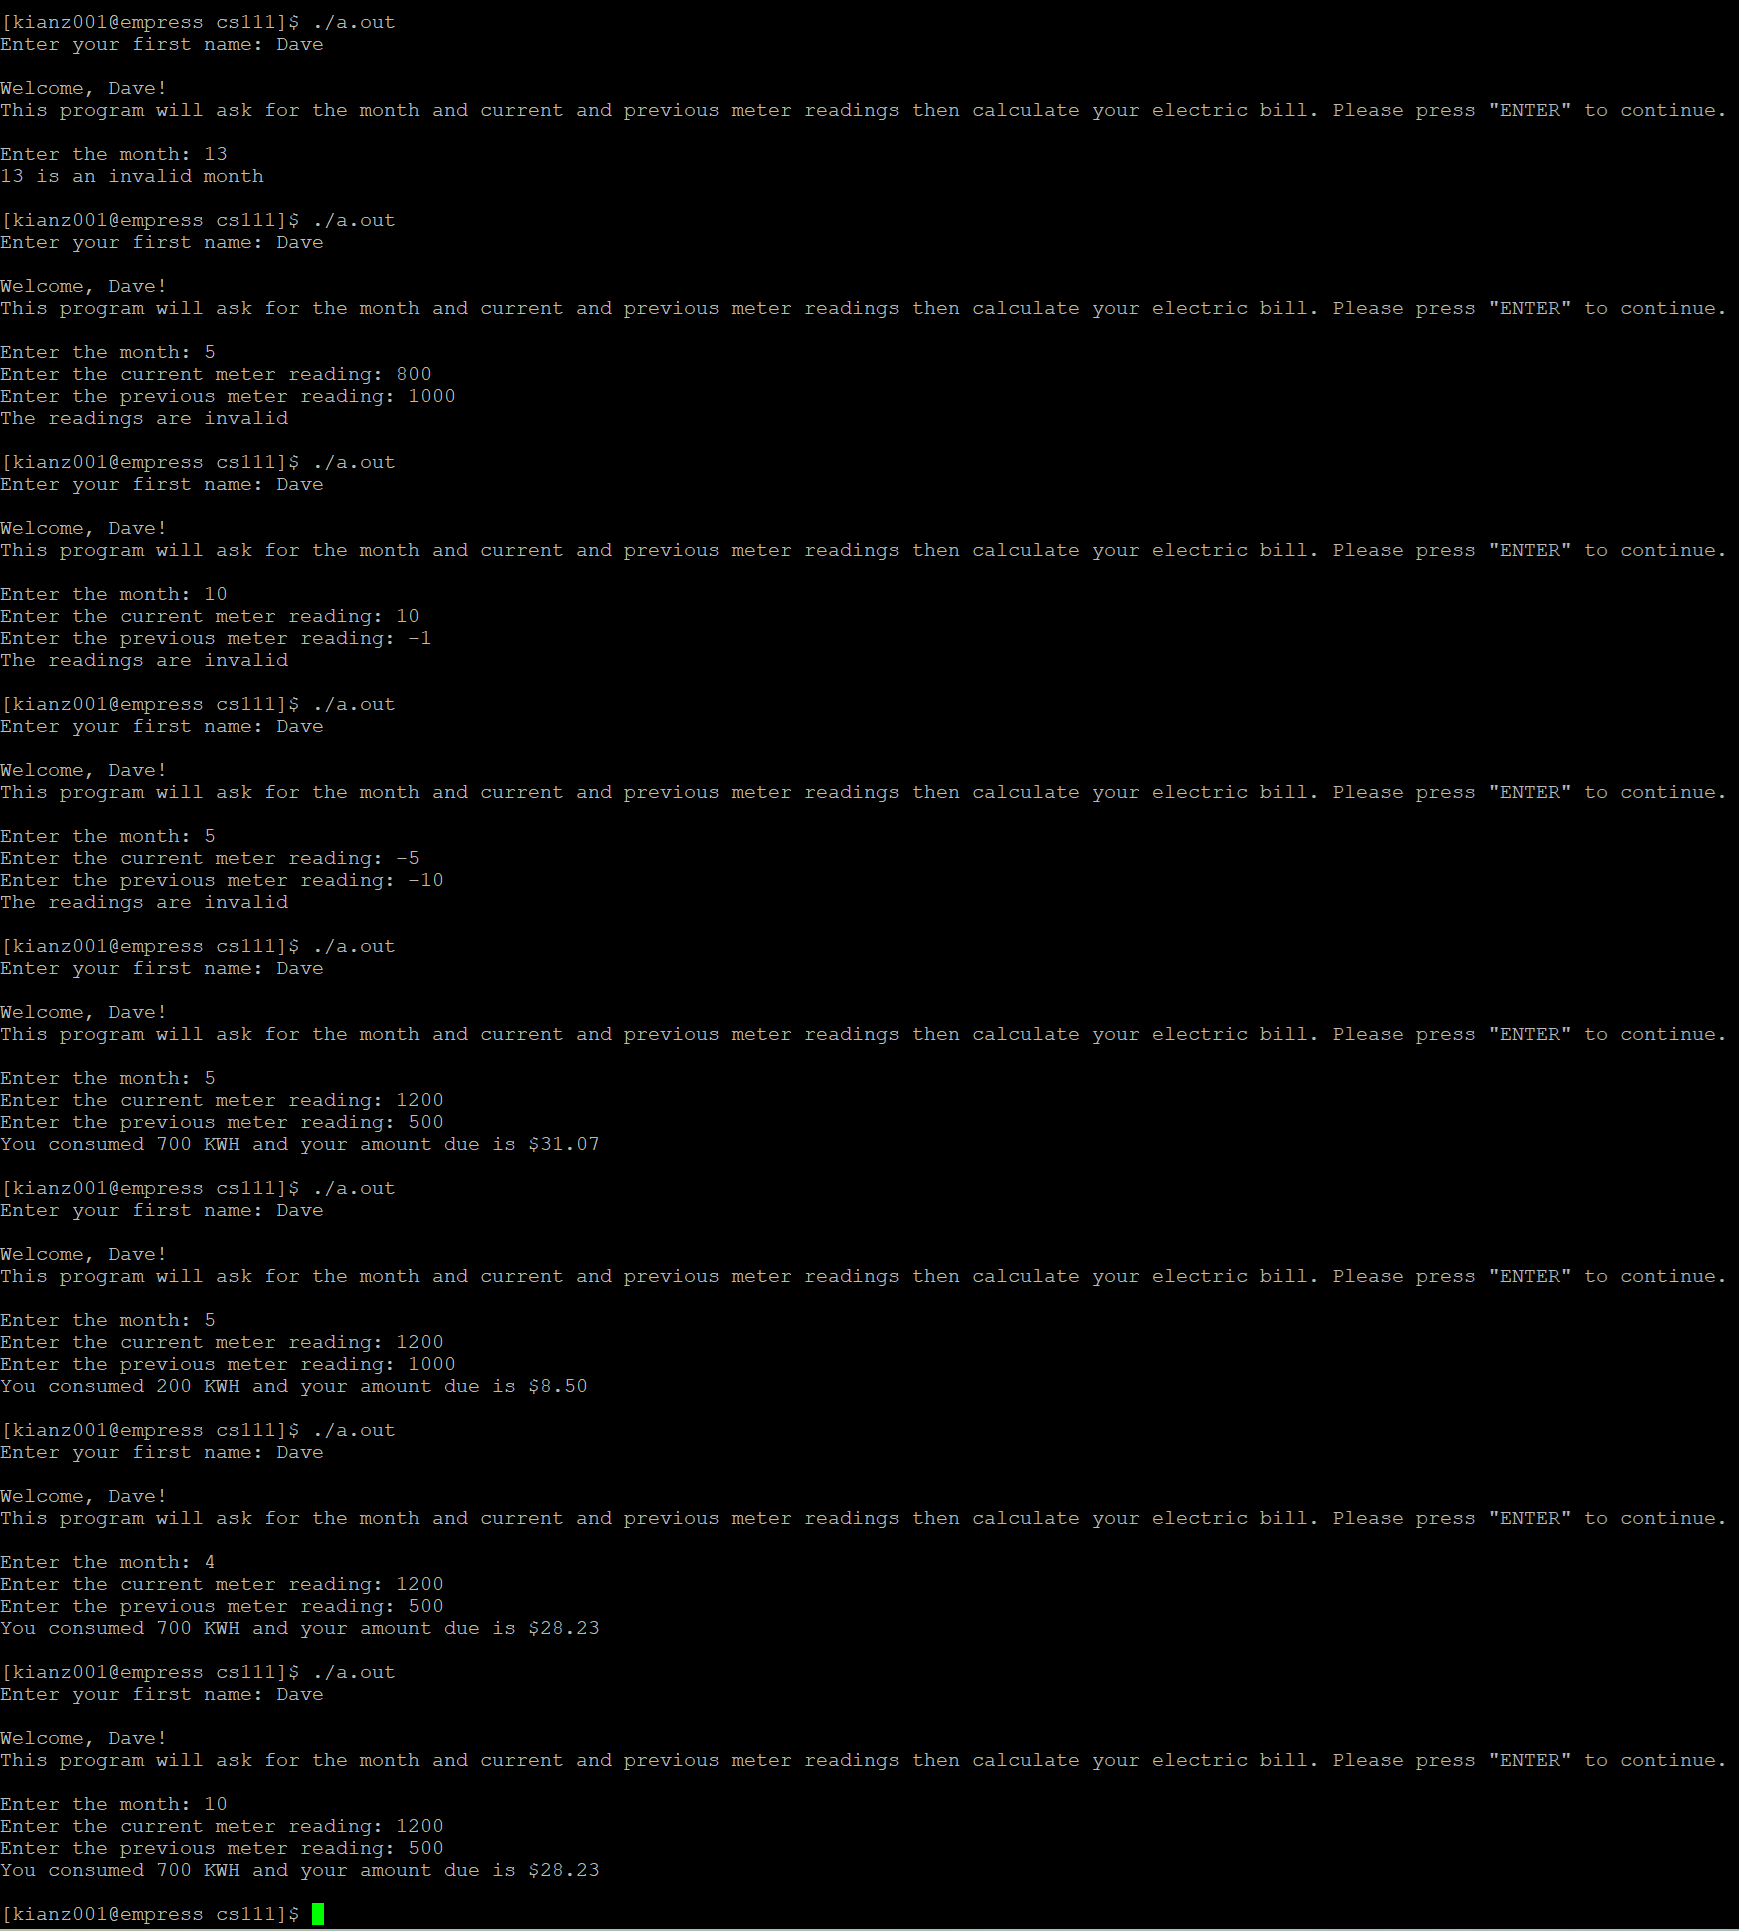 [kianz001@empress cs111]$ ./a.out
Enter your first name: Dave
Welcome, Dave!
This program will ask for the month and current and previous meter readings then calculate your electric bill. Please press "ENTER" to continue.
Enter the month: 13
13 is an invalid month
[kianz001@empress cs111]$ ./a.out
Enter your first name: Dave
Welcome, Dave!
This program will ask for the month and current and previous meter readings then calculate your electric bill. Please press "ENTER" to continue.
Enter the month: 5
Enter the current meter reading: 800
Enter the previous meter reading: 1000
The readings are invalid
[kianz001@empress cs111]$ ./a.out
Enter your first name: Dave
Welcome, Dave!
This program will ask for the month and current and previous meter readings then calculate your electric bill. Please press "ENTER" to continue.
Enter the month: 10
Enter the current meter reading: 10
Enter the previous meter reading: -1
The readings are invalid
[kianz001@empress cs111]$ ./a.out
Enter your first name: Dave
Welcome, Dave!
This program will ask for the month and current and previous meter readings then calculate your electric bill. Please press "ENTER" to continue.
Enter the month: 5
Enter the current meter reading: -5
Enter the previous meter reading: -10
The readings are invalid
[kianz001@empress cs111]$ ./a.out
Enter your first name: Dave
Welcome, Dave!
This program will ask for the month and current and previous meter readings then calculate your electric bill. Please press "ENTER" to continue.
Enter the month: 5
Enter the current meter reading: 1200
Enter the previous meter reading: 500
You consumed 700 KWH and your amount due is $31.07
[kianz001@empress cs111]$ ./a.out
Enter your first name: Dave
Welcome, Dave!
This program will ask for the month and current and previous meter readings then calculate your electric bill. Please press "ENTER" to continue.
Enter the month: 5
Enter the current meter reading: 1200
Enter the previous meter reading: 1000
You consumed 200 KWH and your amount due is $8.50
[kianz001@empress cs111]$ ./a.out
Enter your first name: Dave
Welcome, Dave!
This program will ask for the month and current and previous meter readings then calculate your electric bill. Please press "ENTER" to continue.
Enter the month: 4
Enter the current meter reading: 1200
Enter the previous meter reading: 500
You consumed 700 KWH and your amount due is $28.23
[kianz001@empress cs111]$ ./a.out
Enter your first name: Dave
Welcome, Dave!
This program will ask for the month and current and previous meter readings then calculate your electric bill. Please press "ENTER" to continue.
Enter the month: 10
Enter the current meter reading: 1200
Enter the previous meter reading: 500
You consumed 700 KWH and your amount due is $28.23
[kianz001@empress cs111]$